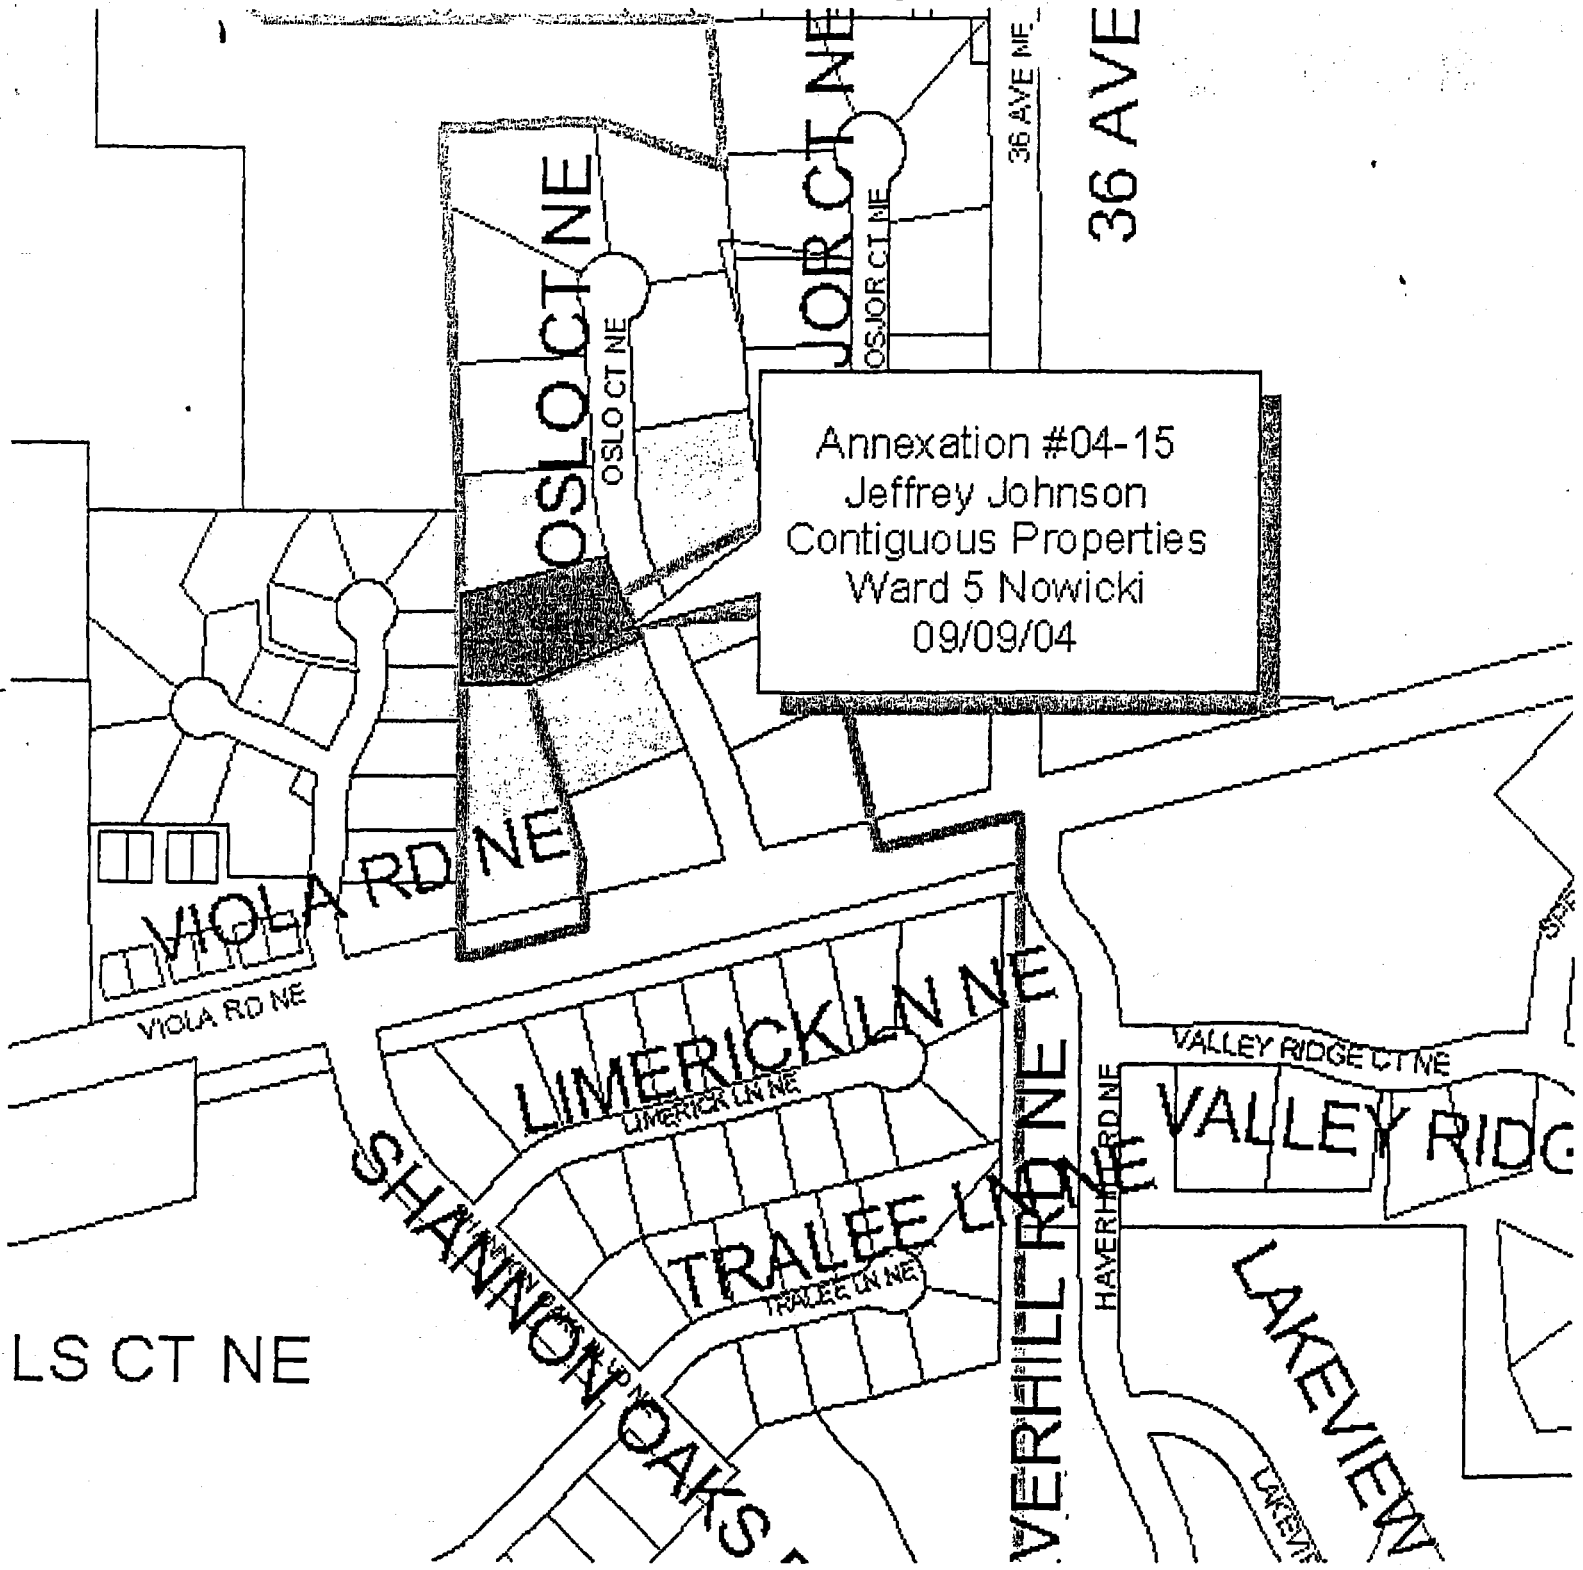 JOR CT NE
36 AVE NE
36 AVE
OSLO CT NE
OSJOR CT NE
OSLO CT NE
Annexation #04-15
Jeffrey Johnson
Contiguous Properties
Ward 5 Nowicki
09/09/04
VIOLA RD NE
VIOLA RD NE
LIMERICK LN NE
LIMERICK LN NE
VALLEY RIDGE CT NE
VALLEY RIDG
SHANNON OAKS
TRALEE LN NE
TRALEE LN NE
VERHILL RD NE
HAVERHILL RD NE
LS CT NE
LAKEVIEW